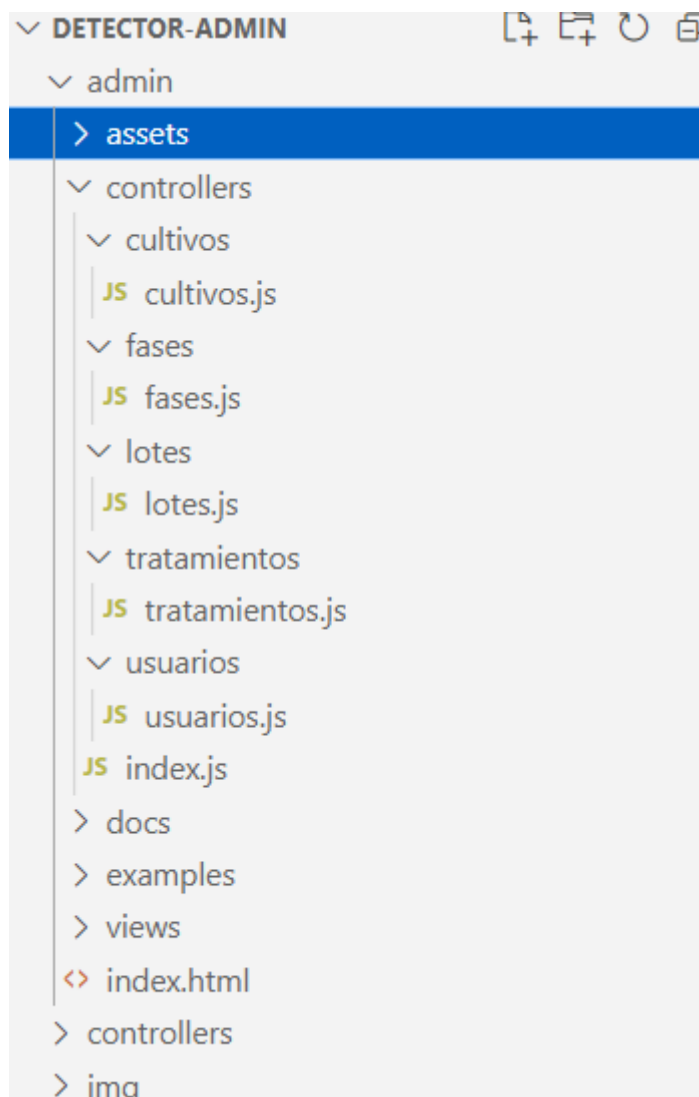 DETECTOR-ADMIN
admin
assets
controllers
cultivos
JS cultivos.js
fases
JS fases.js
lotes
JS lotes.js
tratamientos
JS tratamientos.js
usuarios
JS usuarios.js
JS index.js
docs
examples
views
<> index.html
controllers
img